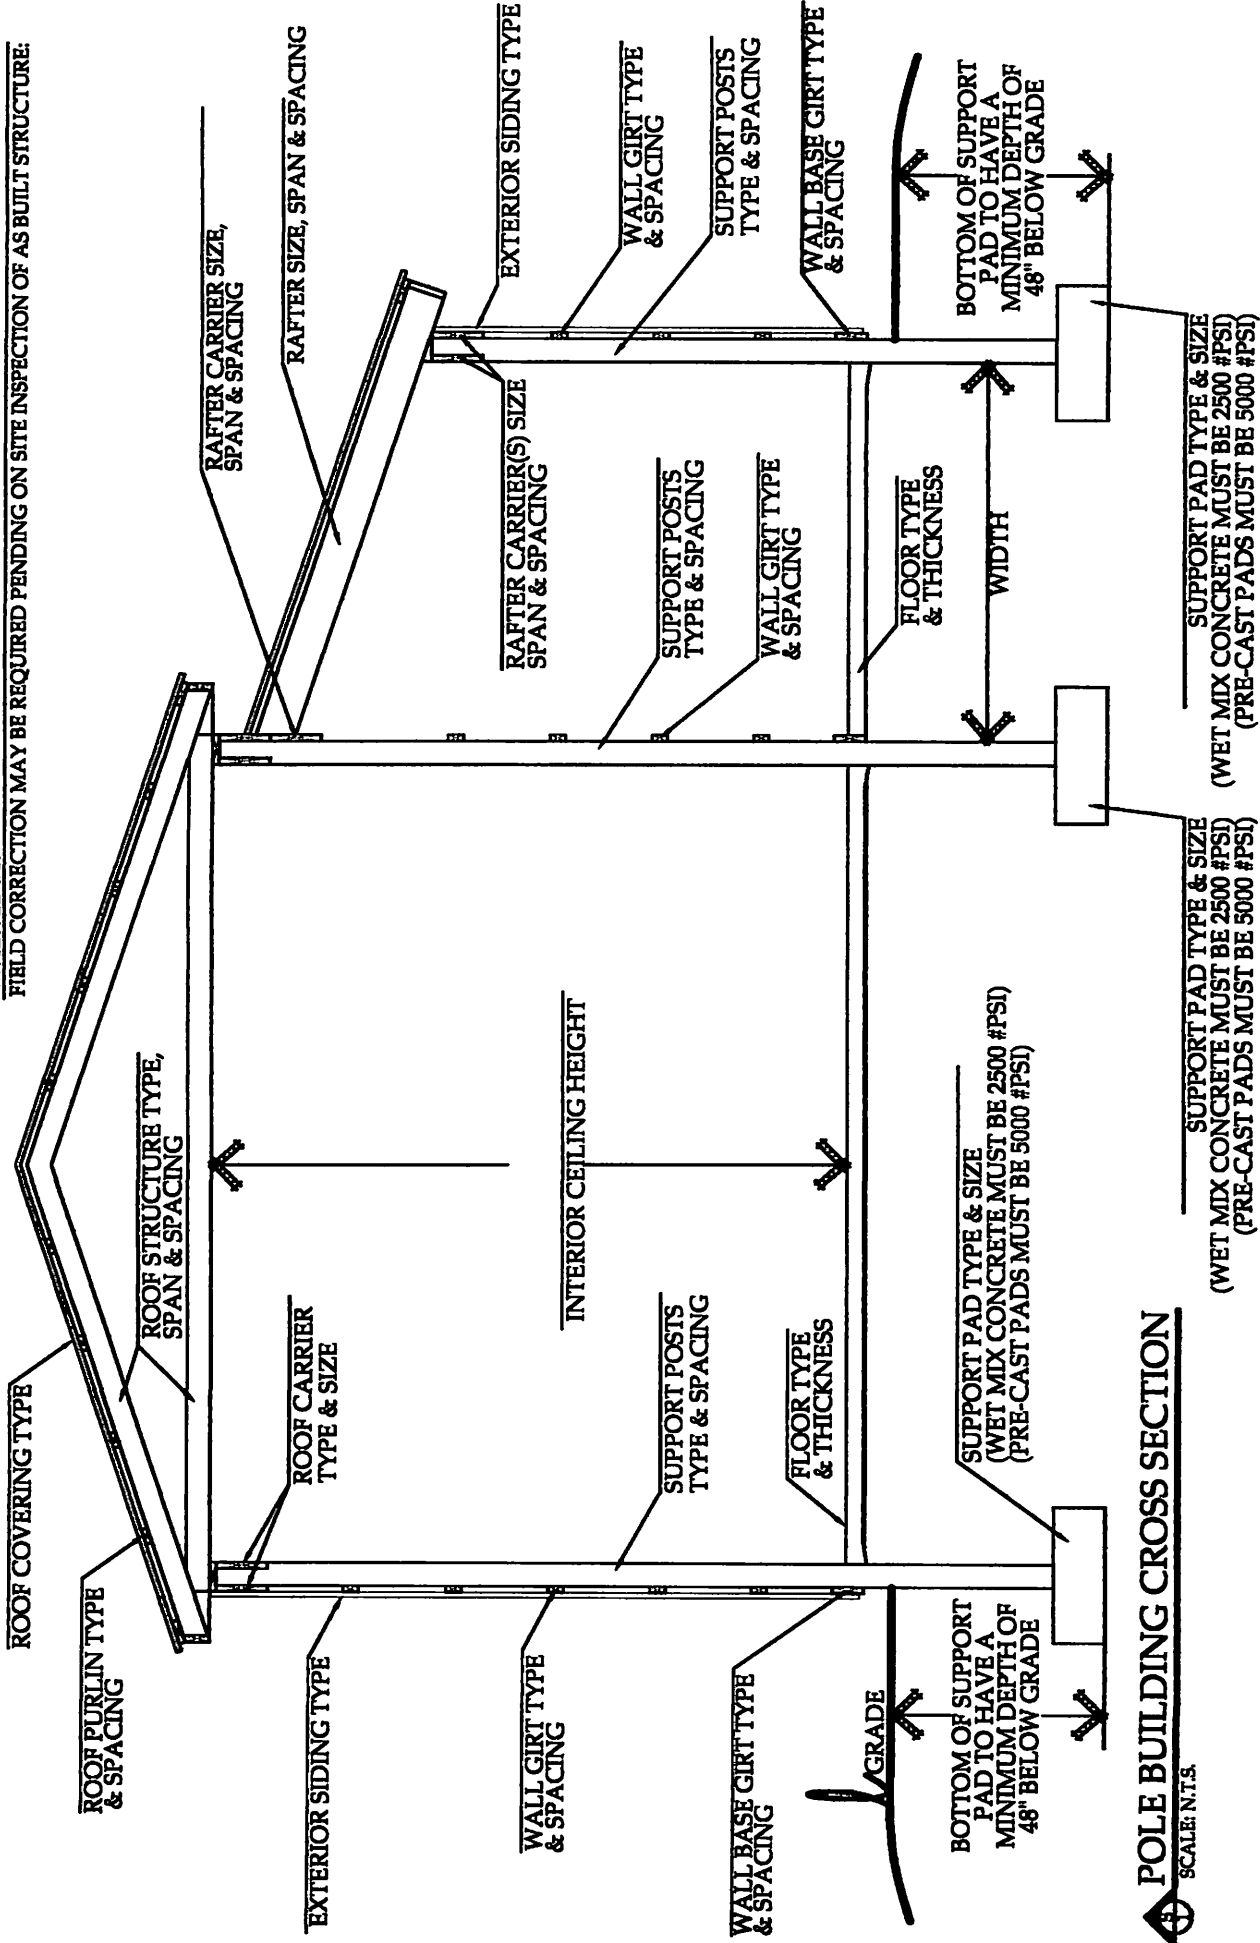 FIELD CORRECTION MAY BE REQUIRED PENDING ON SITE INSPECTION OF AS BUILT STRUCTURE:
ROOF COVERING TYPE
ROOF PURLIN TYPE
& SPACING
ROOF STRUCTURE TYPE,
SPAN & SPACING
ROOF CARRIER
TYPE & SIZE
EXTERIOR SIDING TYPE
WALL GIRT TYPE
& SPACING
WALL BASE GIRT TYPE
& SPACING
GRADE
BOTTOM OF SUPPORT
PAD TO HAVE A
MINIMUM DEPTH OF
48" BELOW GRADE
INTERIOR CEILING HEIGHT
SUPPORT POSTS
TYPE & SPACING
FLOOR TYPE
& THICKNESS
SUPPORT PAD TYPE & SIZE
(WET MIX CONCRETE MUST BE 2500 #PSI)
(PRE-CAST PADS MUST BE 5000 #PSI)
RAFTER CARRIER SIZE,
SPAN & SPACING
RAFTER SIZE, SPAN & SPACING
RAFTER CARRIER(S) SIZE
SPAN & SPACING
SUPPORT POSTS
TYPE & SPACING
WALL GIRT TYPE
& SPACING
FLOOR TYPE
& THICKNESS
WIDTH
EXTERIOR SIDING TYPE
WALL GIRT TYPE
& SPACING
SUPPORT POSTS
TYPE & SPACING
WALL BASE GIRT TYPE
& SPACING
BOTTOM OF SUPPORT
PAD TO HAVE A
MINIMUM DEPTH OF
48" BELOW GRADE
SUPPORT PAD TYPE & SIZE
(WET MIX CONCRETE MUST BE 2500 #PSI)
(PRE-CAST PADS MUST BE 5000 #PSI)
SUPPORT PAD TYPE & SIZE
(WET MIX CONCRETE MUST BE 2500 #PSI)
(PRE-CAST PADS MUST BE 5000 #PSI)
POLE BUILDING CROSS SECTION
SCALE: N.T.S.